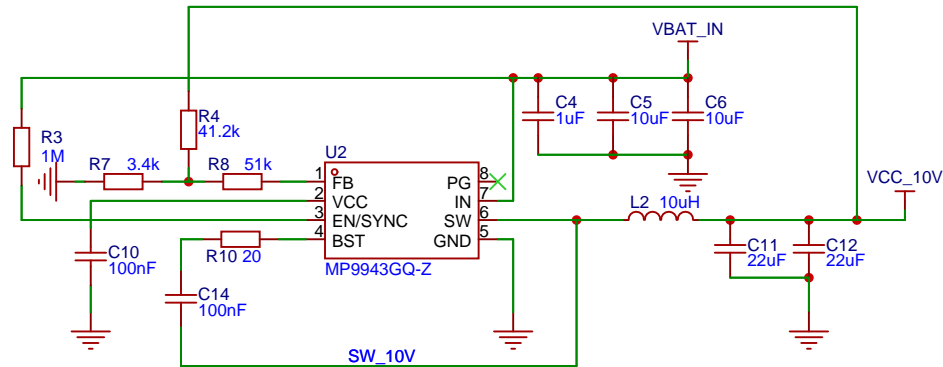 VBAT_IN
R4
41.2k
C4
1uF
C5
10uF
C6
10uF
R3
1M
R7 3.4k
R8 51k
U2
1 FB
2 VCC
3 EN/SYNC
4 BST
PG 8
IN 7
SW 6
GND 5
MP9943GQ-Z
L2 10uH
VCC_10V
C10
100nF
R10 20
C11
22uF
C12
22uF
C14
100nF
SW_10V